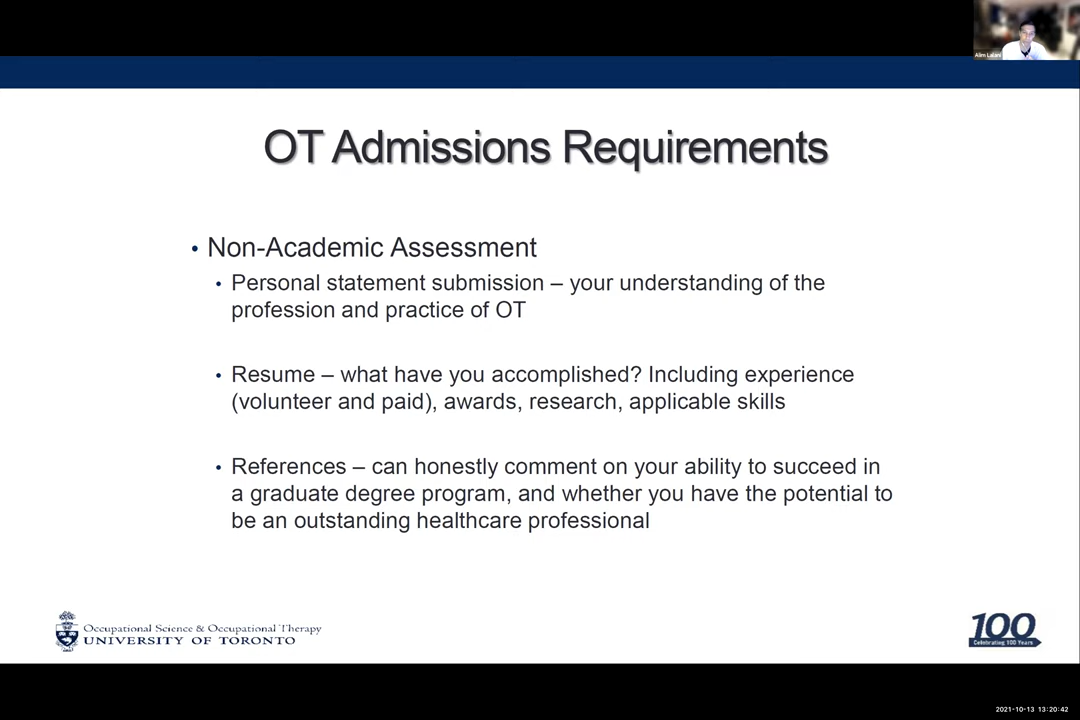 Alim Lalani
OT Admissions Requirements
• Non-Academic Assessment
• Personal statement submission – your understanding of the
profession and practice of OT
• Resume – what have you accomplished? Including experience
(volunteer and paid), awards, research, applicable skills
• References – can honestly comment on your ability to succeed in
a graduate degree program, and whether you have the potential to
be an outstanding healthcare professional
Occupational Science & Occupational Therapy
UNIVERSITY OF TORONTO
100
Celebrating 100 Years
2021-10-13 13:20:42